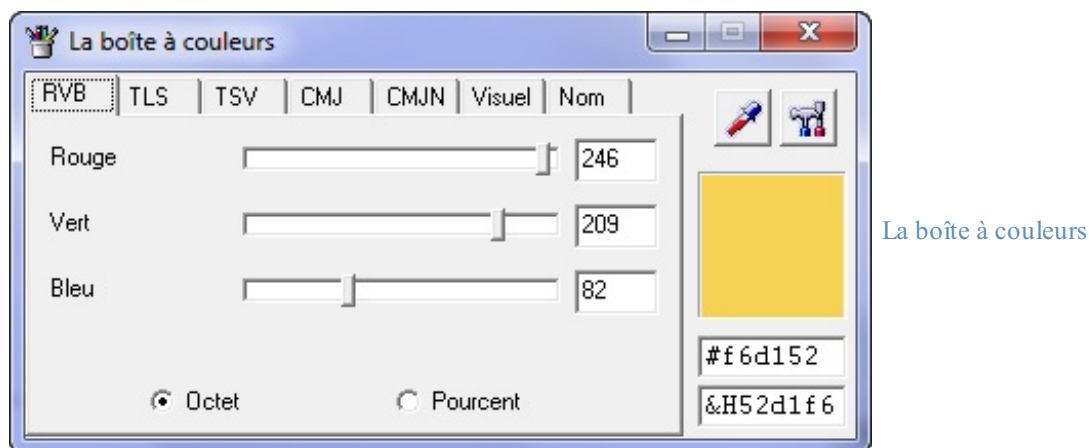 La boîte à couleurs
RVB TLS TSV CMJ CMJN Visuel Nom
Rouge 246
Vert 209
Bleu 82
Octet Pourcent
#f6d152
&H52d1f6
La boîte à couleurs